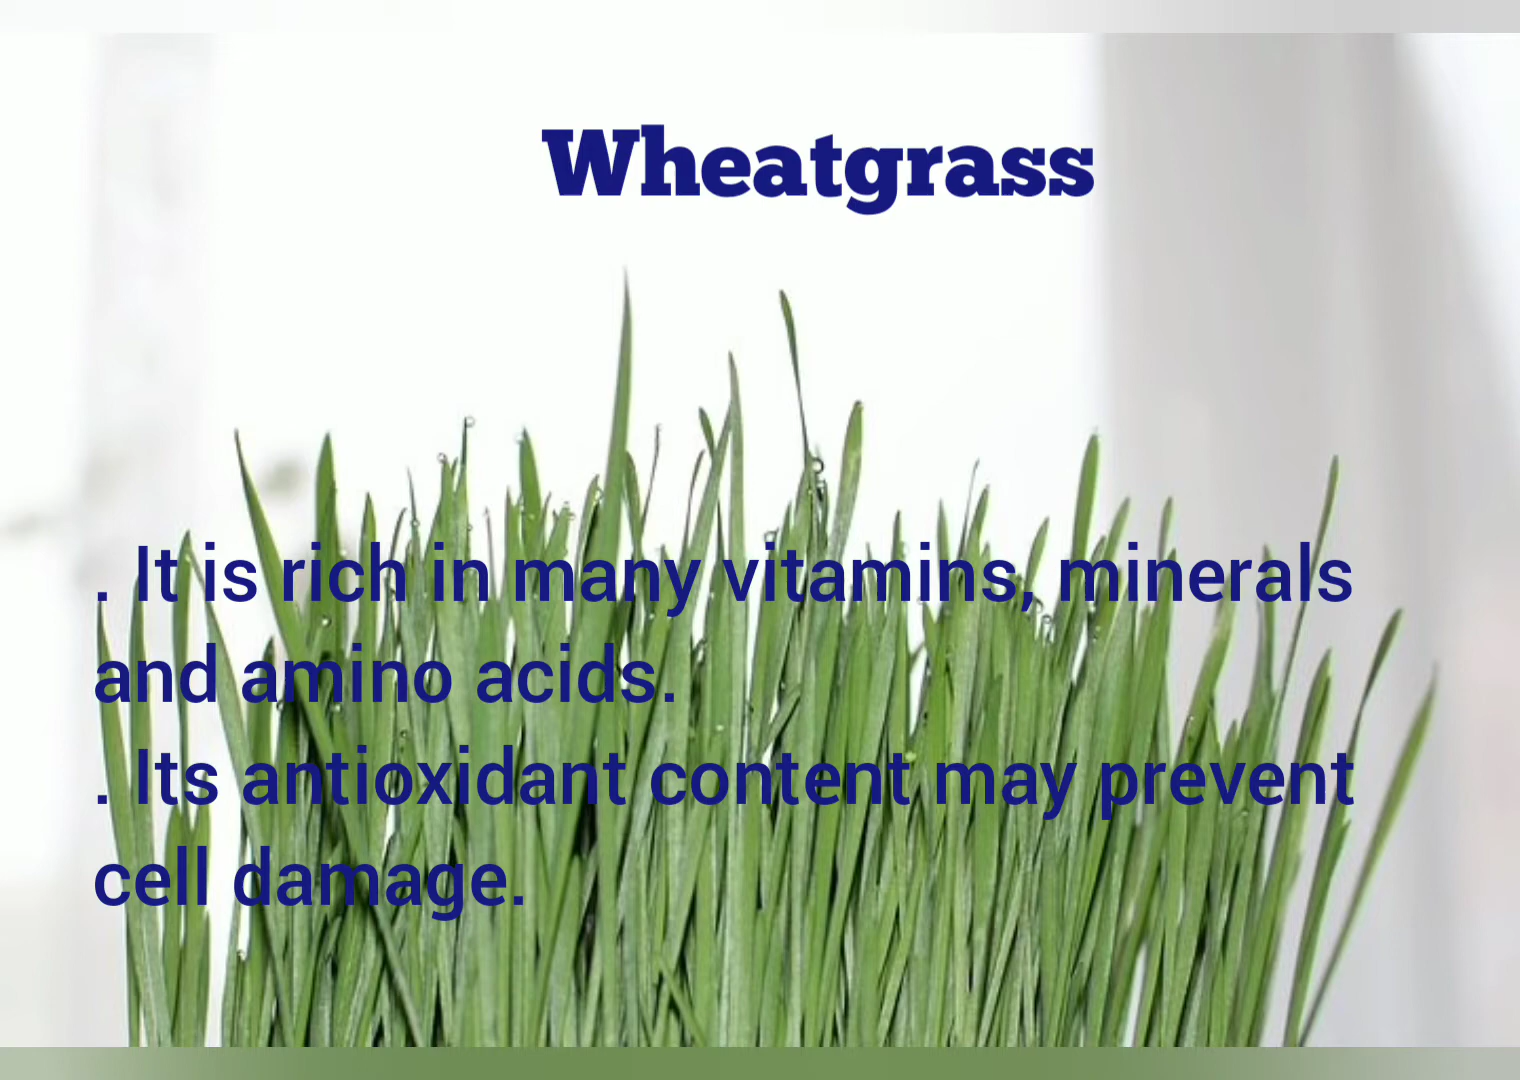 Wheatgrass
. It is rich in many vitamins, minerals
and amino acids.
. Its antioxidant content may prevent
cell damage.